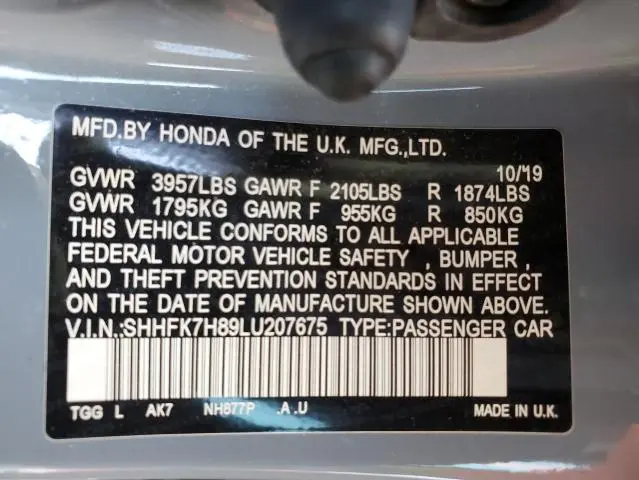 MFD.BY HONDA OF THE U.K. MFG.,LTD.
10/19
GVWR 3957LBS GAWR F 2105LBS R 1874LBS
GVWR 1795KG GAWR F 955KG R 850KG
THIS VEHICLE CONFORMS TO ALL APPLICABLE
FEDERAL MOTOR VEHICLE SAFETY , BUMPER ,
AND THEFT PREVENTION STANDARDS IN EFFECT
ON THE DATE OF MANUFACTURE SHOWN ABOVE.
V.I.N.:SHHFK7H89LU207675 TYPE:PASSENGER CAR
TGG L AK7 NH877P .A .U MADE IN U.K.